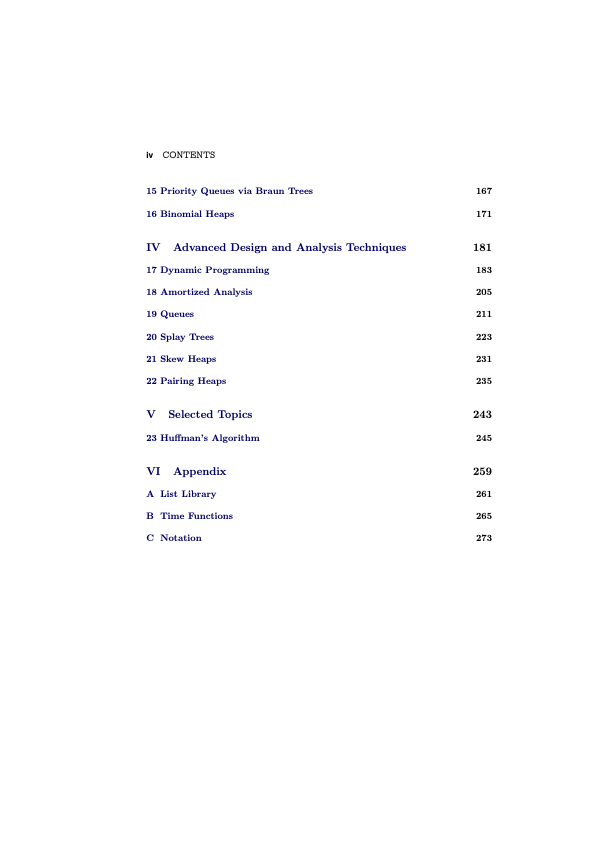 iv CONTENTS
15 Priority Queues via Braun Trees 167
16 Binomial Heaps 171
IV Advanced Design and Analysis Techniques 181
17 Dynamic Programming 183
18 Amortized Analysis 205
19 Queues 211
20 Splay Trees 223
21 Skew Heaps 231
22 Pairing Heaps 235
V Selected Topics 243
23 Huffman's Algorithm 245
VI Appendix 259
A List Library 261
B Time Functions 265
C Notation 273